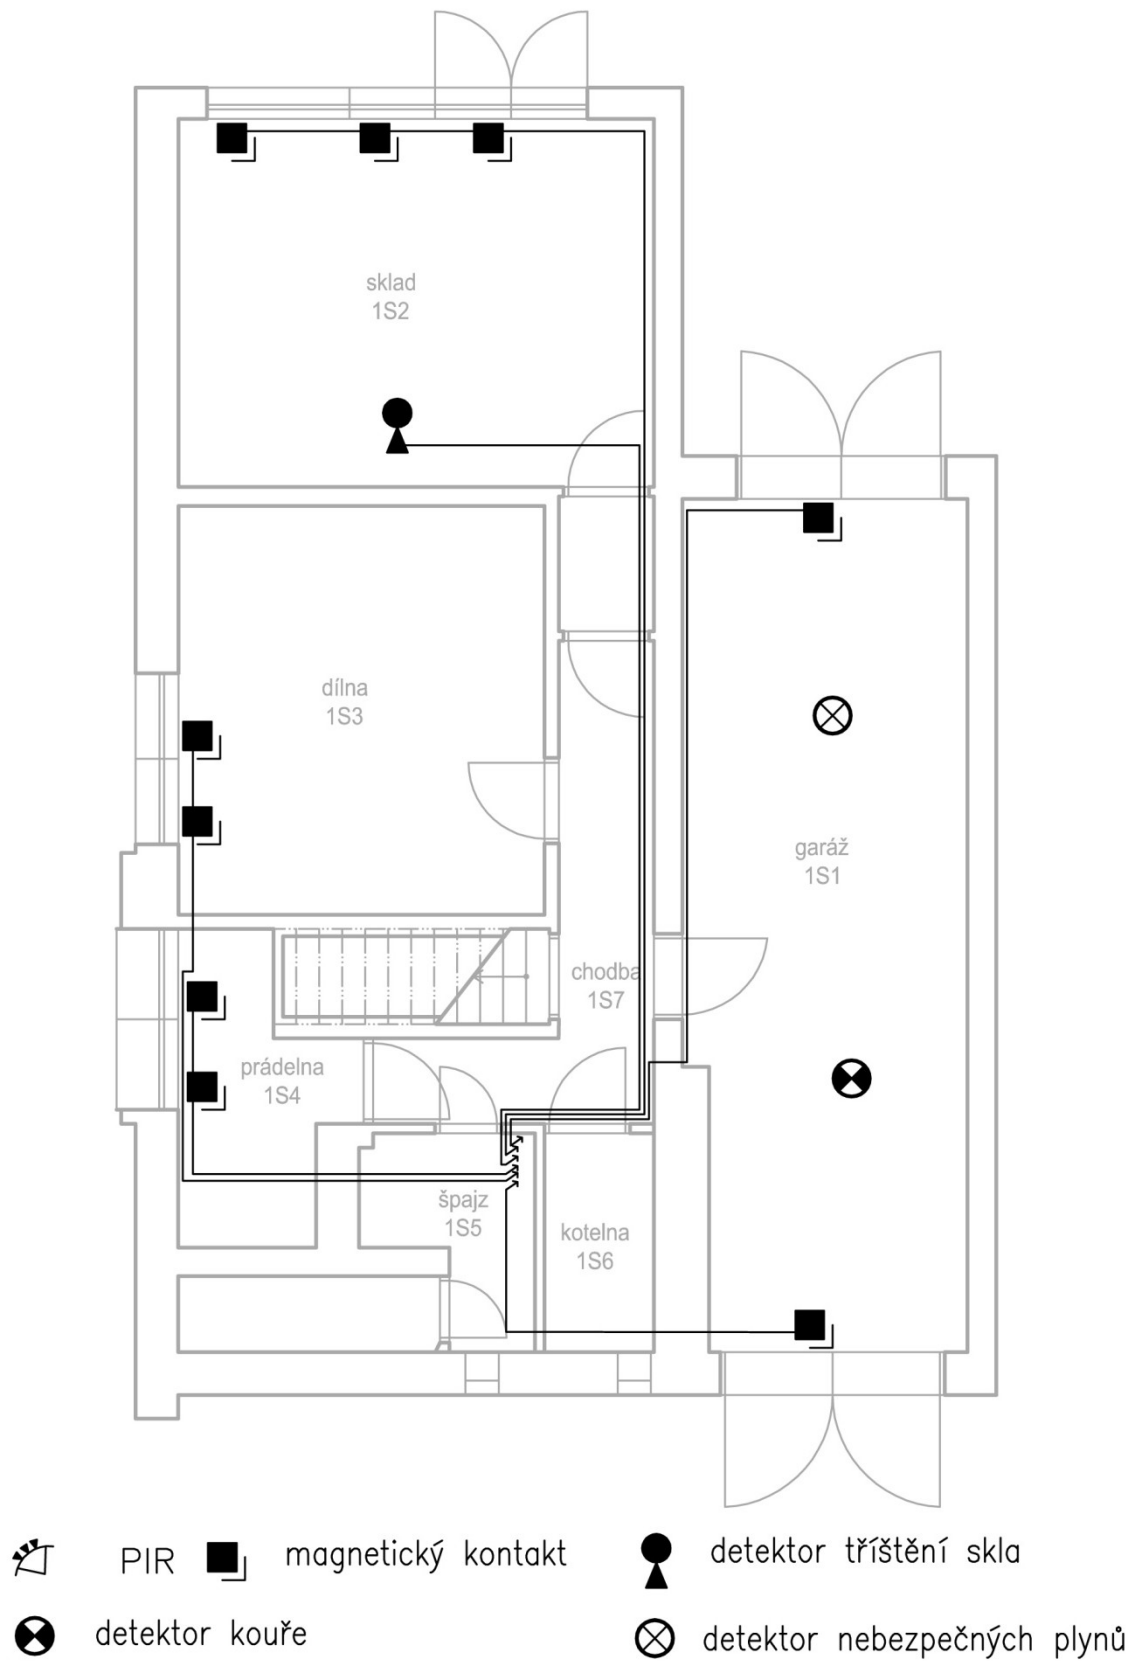 sklad
1S2
dílna
1S3
garáž
1S1
chodba
1S7
prádelna
1S4
špajz
1S5
kotelna
1S6
PIR
magnetický kontakt
detektor tříštění skla
detektor kouře
detektor nebezpečných plynů